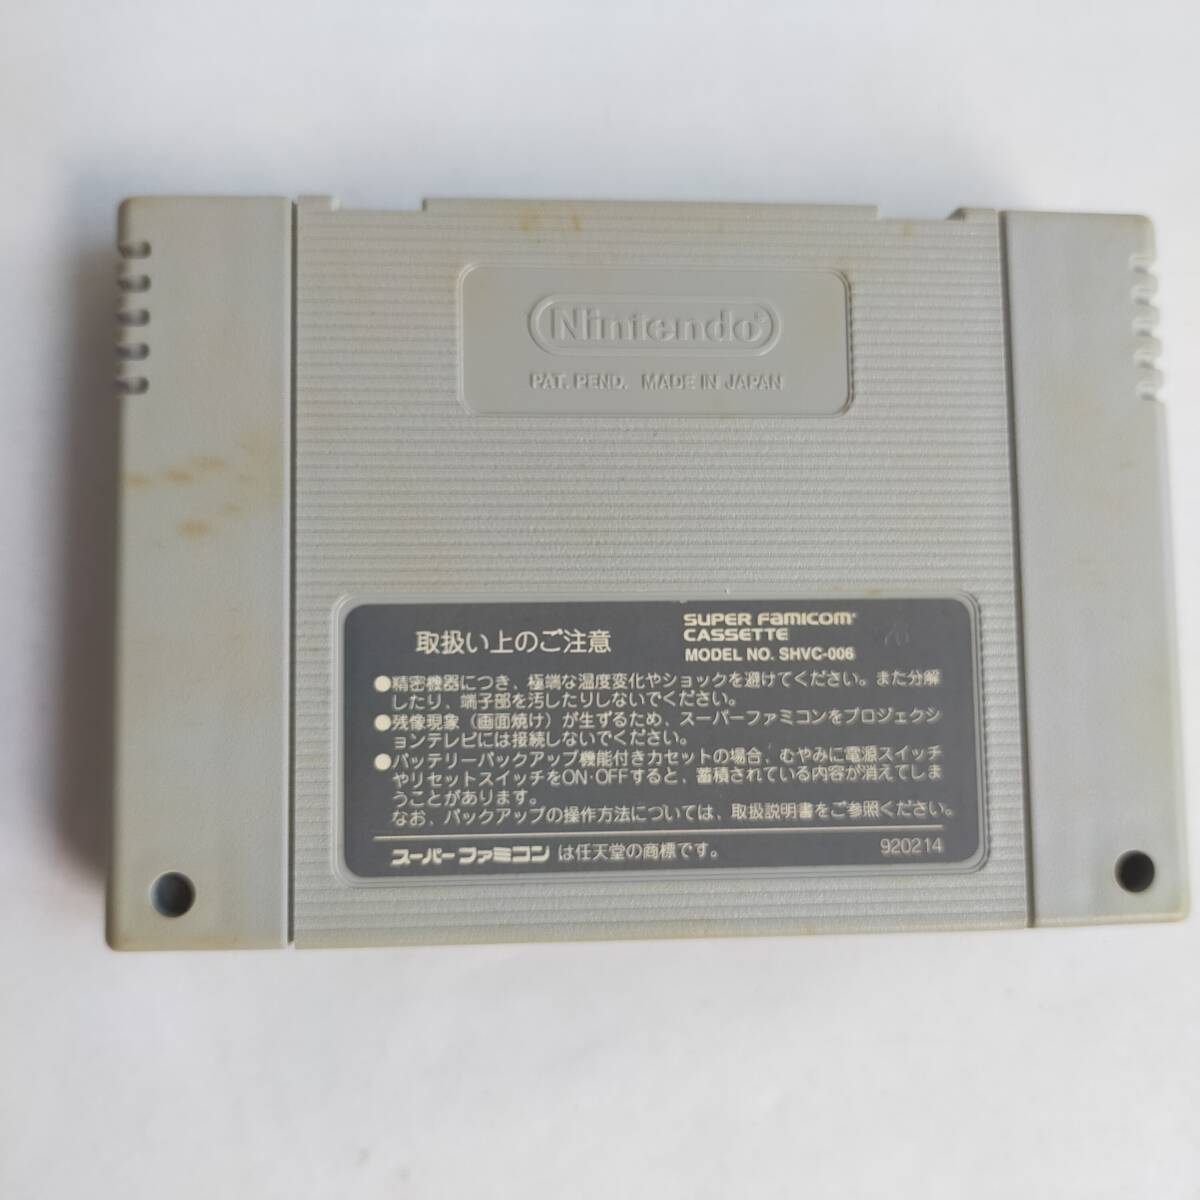 Nintendo
PAT. PEND. MADE IN JAPAN
取扱い上のご注意
SUPER FAMICOM
CASSETTE
MODEL NO. SHVC-006
●精密機器につき、極端な温度変化やショックを避けてください。また分解
したり、端子部を汚したりしないでください。
●残像現象（画面焼け）が生ずるため、スーパーファミコンをプロジェクシ
ョンテレビには接続しないでください。
●バッテリーバックアップ機能付きカセットの場合、むやみに電源スイッチ
やリセットスイッチをON・OFFすると、蓄積されている内容が消えてしま
うことがあります。
なお、バックアップの操作方法については、取扱説明書をご参照ください。
スーパーファミコンは任天堂の商標です。
920214